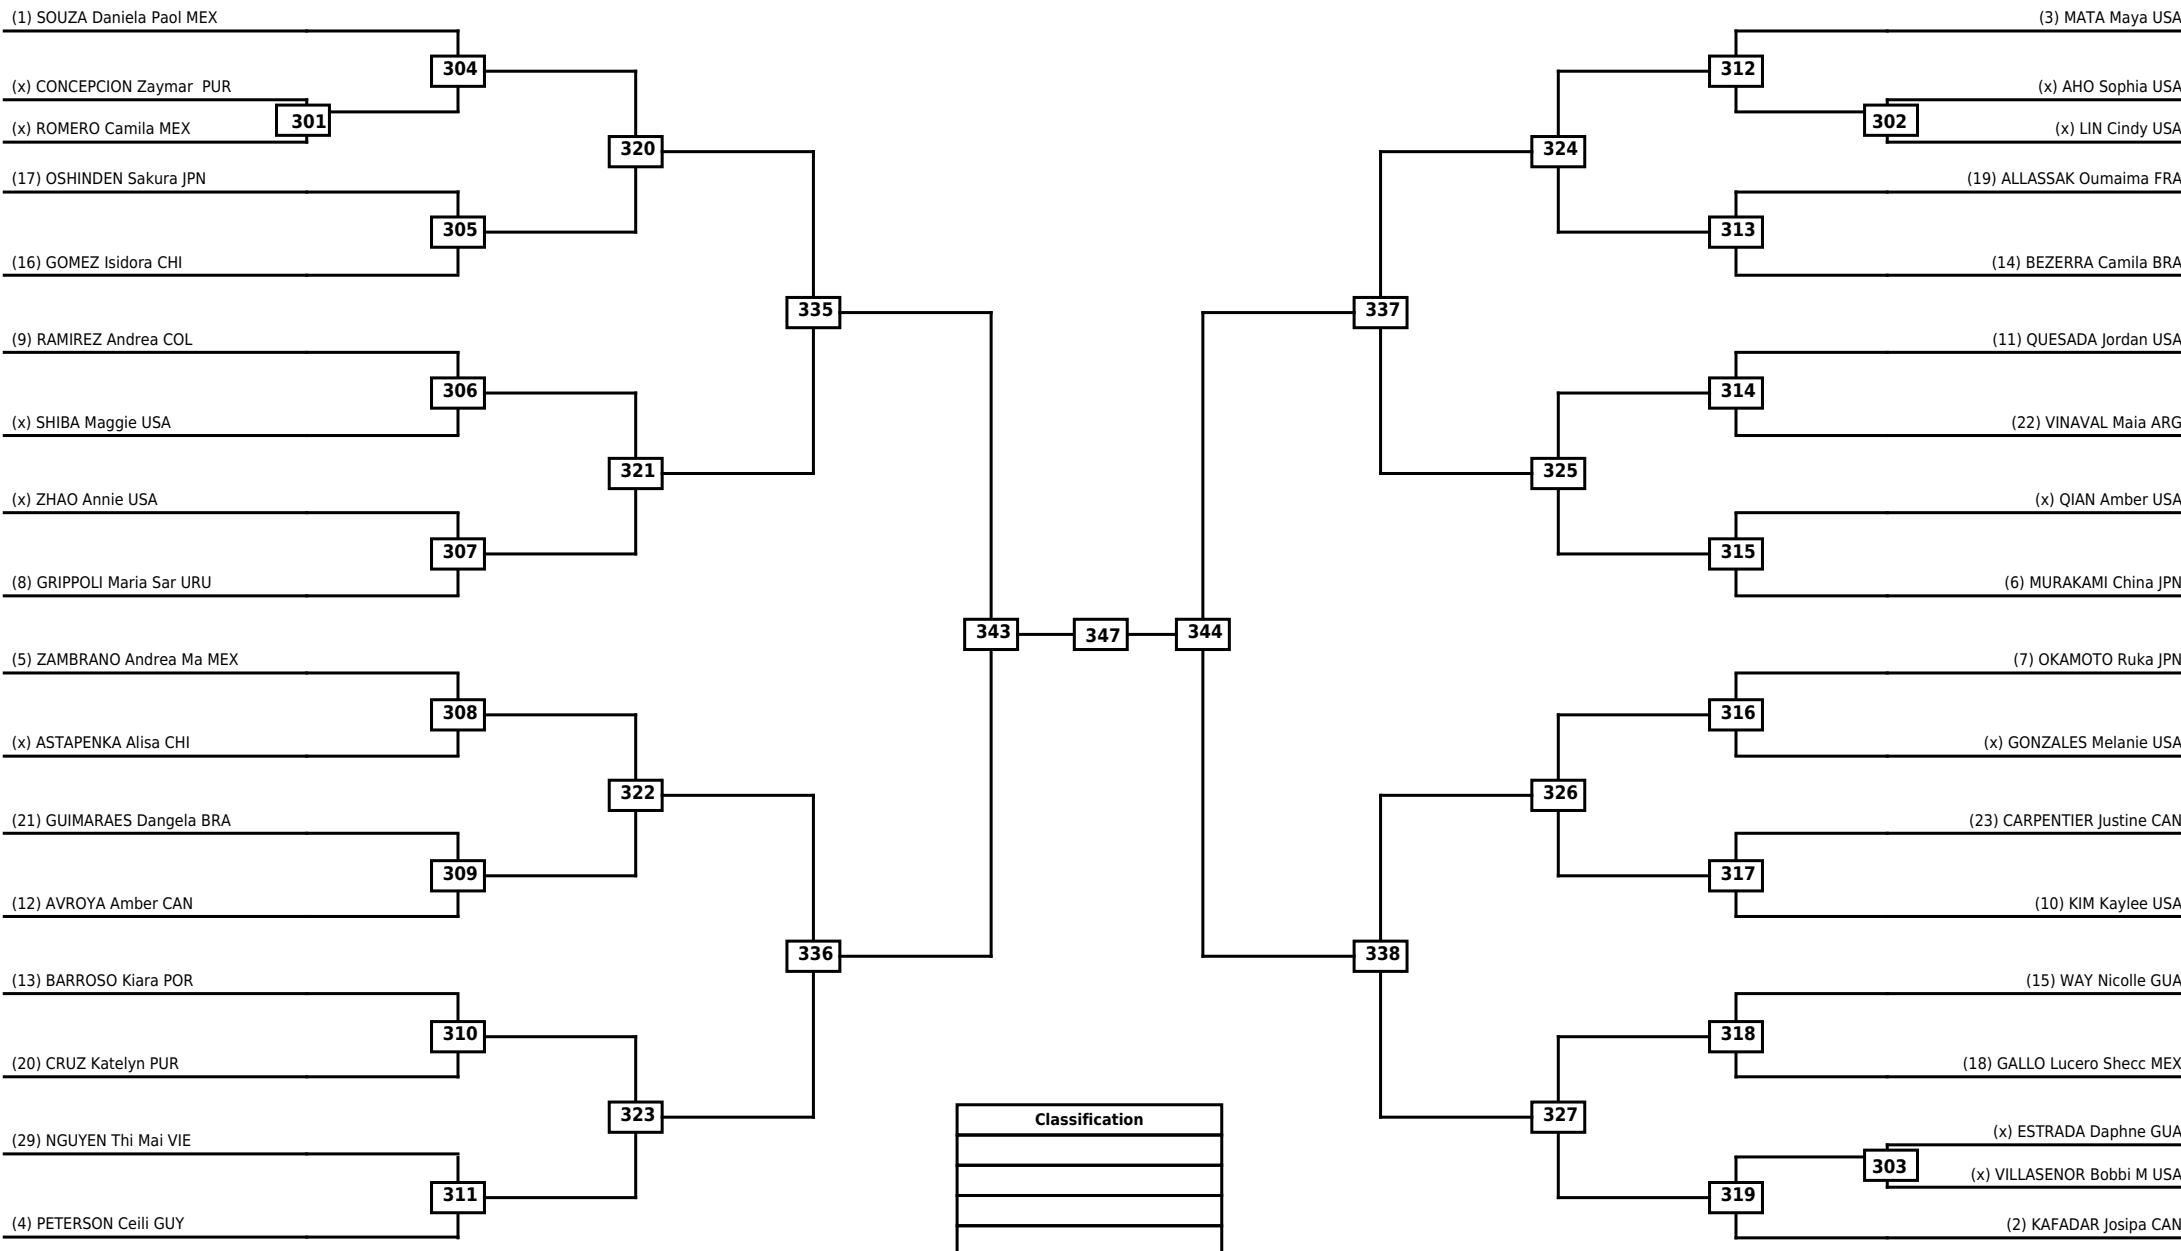 (1) SOUZA Daniela Paol MEX
304
(x) CONCEPCION Zaymar  PUR
301
(x) ROMERO Camila MEX
320
(17) OSHINDEN Sakura JPN
305
(16) GOMEZ Isidora CHI
335
(9) RAMIREZ Andrea COL
306
(x) SHIBA Maggie USA
321
(x) ZHAO Annie USA
307
(8) GRIPPOLI Maria Sar URU
343
(5) ZAMBRANO Andrea Ma MEX
308
(x) ASTAPENKA Alisa CHI
322
(21) GUIMARAES Dangela BRA
309
(12) AVROYA Amber CAN
336
(13) BARROSO Kiara POR
310
(20) CRUZ Katelyn PUR
323
(29) NGUYEN Thi Mai VIE
311
(4) PETERSON Ceili GUY
347
Classification
(3) MATA Maya USA
312
(x) AHO Sophia USA
302
(x) LIN Cindy USA
324
(19) ALLASSAK Oumaima FRA
313
(14) BEZERRA Camila BRA
337
(11) QUESADA Jordan USA
314
(22) VINAVAL Maia ARG
325
(x) QIAN Amber USA
315
(6) MURAKAMI China JPN
344
(7) OKAMOTO Ruka JPN
316
(x) GONZALES Melanie USA
326
(23) CARPENTIER Justine CAN
317
(10) KIM Kaylee USA
338
(15) WAY Nicolle GUA
318
(18) GALLO Lucero Shecc MEX
327
(x) ESTRADA Daphne GUA
303
(x) VILLASENOR Bobbi M USA
319
(2) KAFADAR Josipa CAN